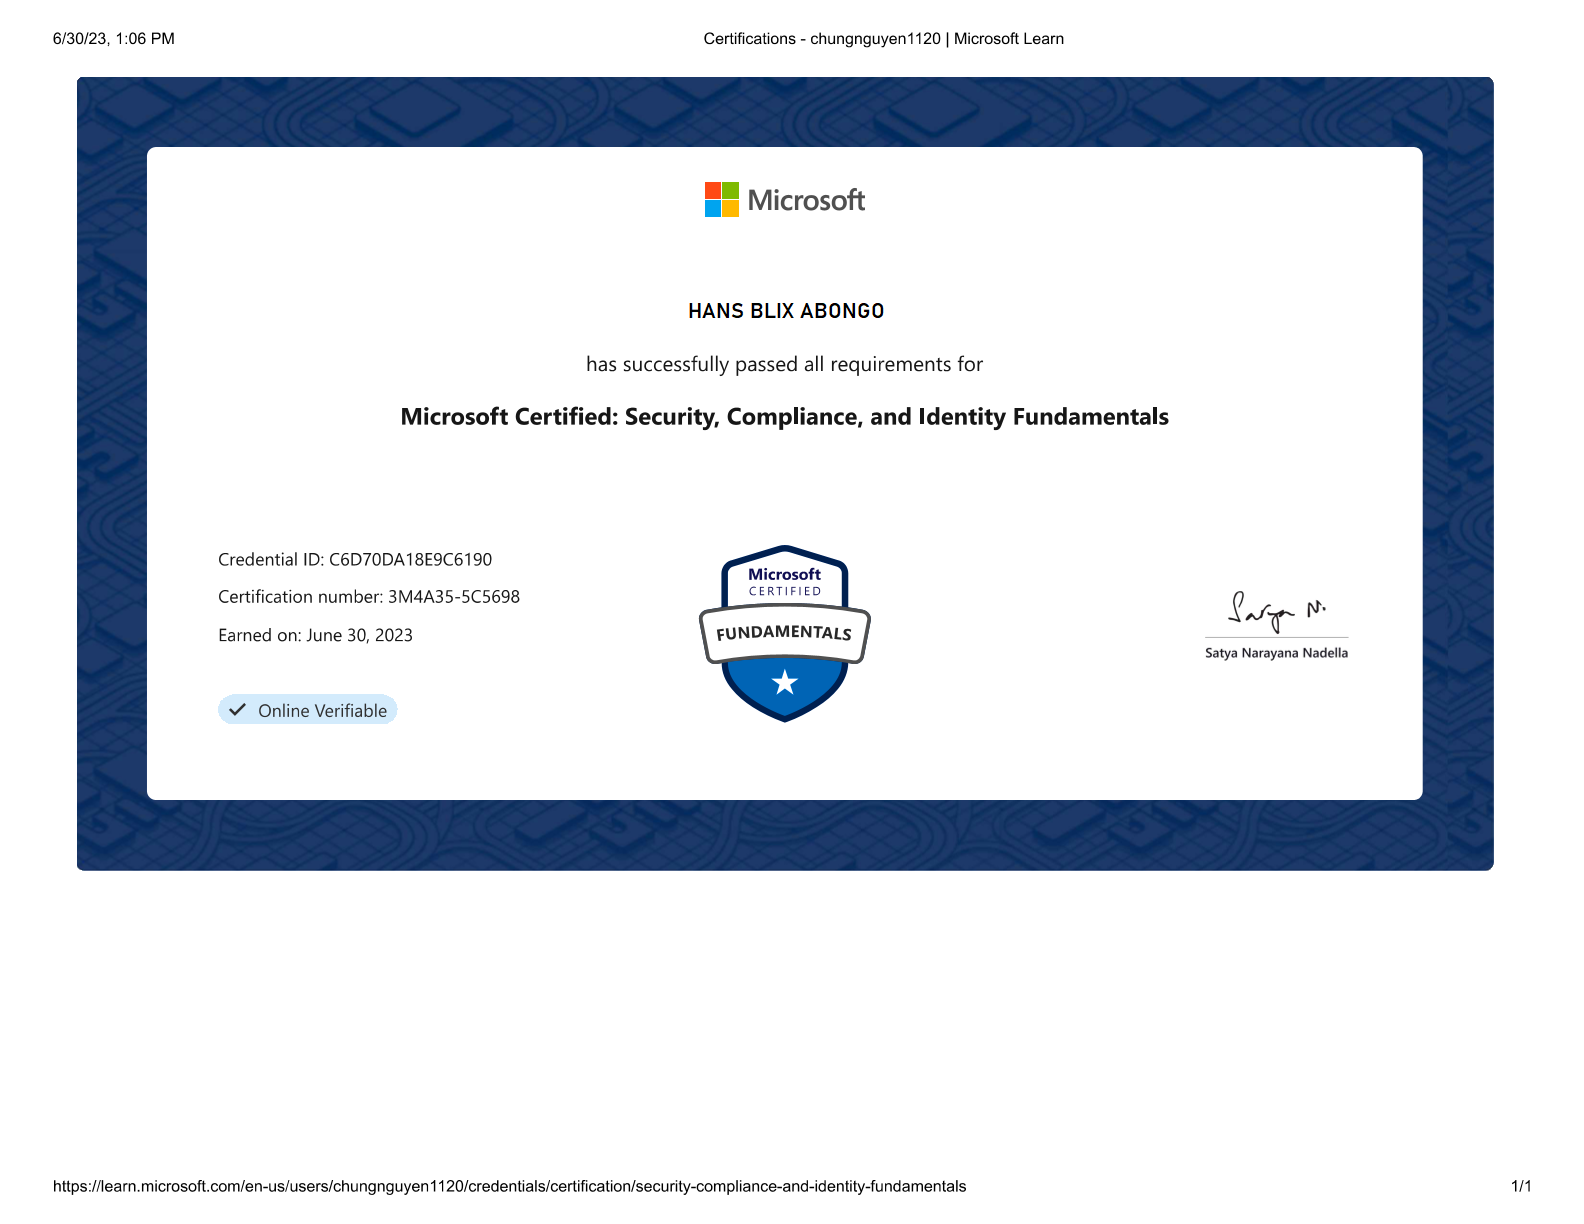 6/30/23, 1:06 PM
Certifications - chungnguyen1120 | Microsoft Learn
Microsoft
HANS BLIX ABONGO
has successfully passed all requirements for
Microsoft Certified: Security, Compliance, and Identity Fundamentals
Credential ID: C6D70DA18E9C6190
Certification number: 3M4A35-5C5698
Earned on: June 30, 2023
Online Verifiable
Microsoft
CERTIFIED
FUNDAMENTALS
Satya N.
Satya Narayana Nadella
https://learn.microsoft.com/en-us/users/chungnguyen1120/credentials/certification/security-compliance-and-identity-fundamentals
1/1